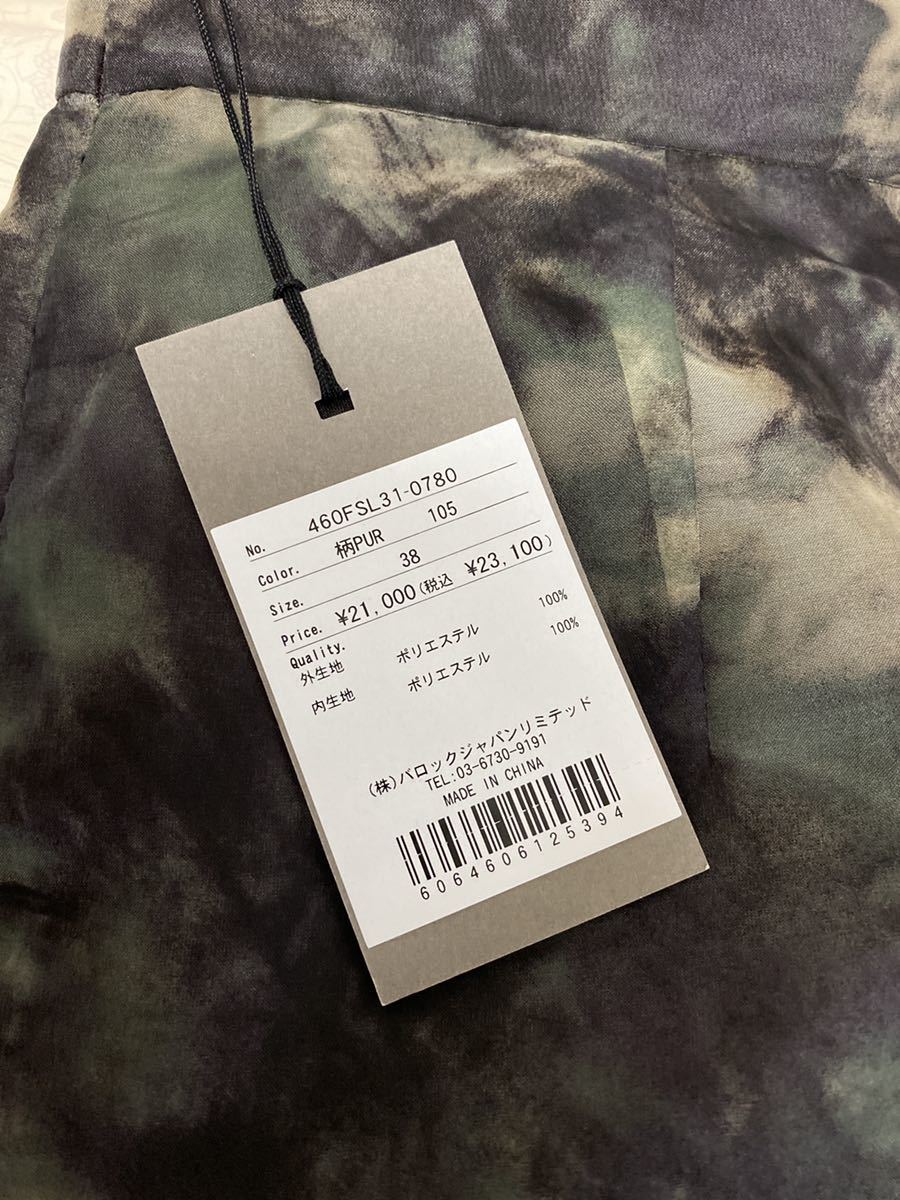 No. 460FSL31-0780
Color. 柄PUR 105
Size. 38
Price. ¥21,000(税込 ¥23,100)
Quality.
外生地 ポリエステル 100%
内生地 ポリエステル 100%
(株)バロックジャパンリミテッド
TEL:03-6730-9191
MADE IN CHINA
6064606125394